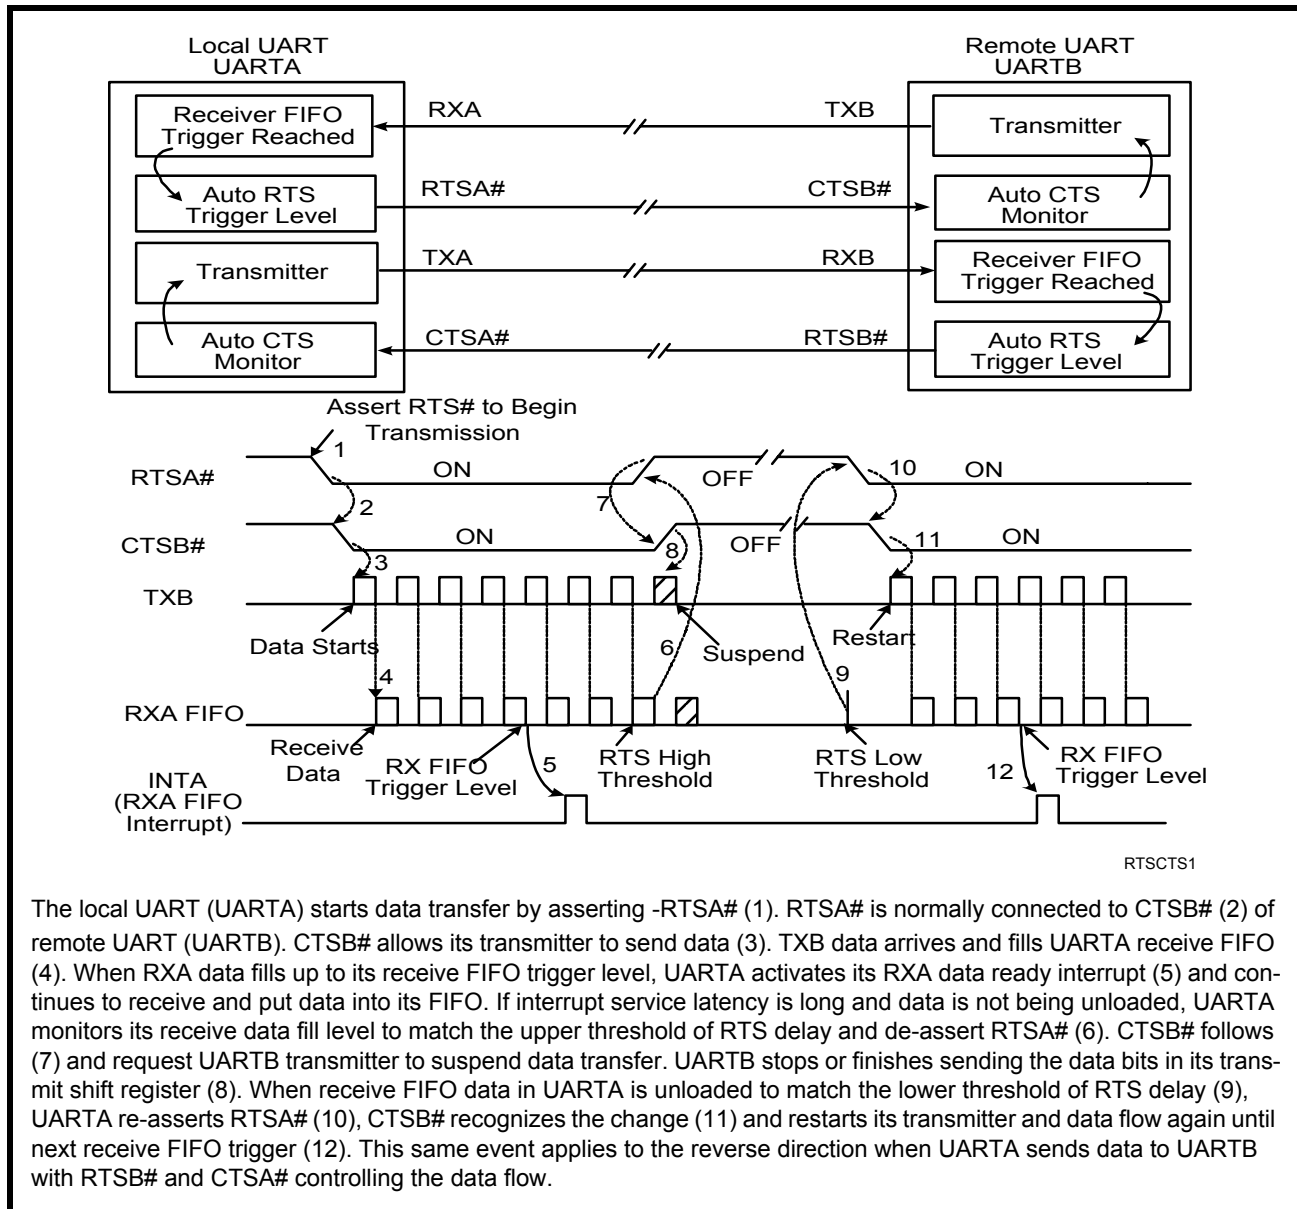 Local UART
UARTA
Remote UART
UARTB
Receiver FIFO
Trigger Reached
RXA
TXB
Transmitter
Auto RTS
Trigger Level
RTSA#
CTSB#
Auto CTS
Monitor
Transmitter
TXA
RXB
Receiver FIFO
Trigger Reached
Auto CTS
Monitor
CTSA#
RTSB#
Auto RTS
Trigger Level
Assert RTS# to Begin
Transmission
1
RTSA#
ON
OFF
10
ON
2
7
CTSB#
ON
8
OFF
11
ON
3
TXB
Data Starts
6
Suspend
Restart
4
9
RXA FIFO
Receive
Data
RX FIFO
Trigger Level
5
RTS High
Threshold
RTS Low
Threshold
12
RX FIFO
Trigger Level
INTA
(RXA FIFO
Interrupt)
RTSCTS1
The local UART (UARTA) starts data transfer by asserting -RTSA# (1). RTSA# is normally connected to CTSB# (2) of
remote UART (UARTB). CTSB# allows its transmitter to send data (3). TXB data arrives and fills UARTA receive FIFO
(4). When RXA data fills up to its receive FIFO trigger level, UARTA activates its RXA data ready interrupt (5) and con-
tinues to receive and put data into its FIFO. If interrupt service latency is long and data is not being unloaded, UARTA
monitors its receive data fill level to match the upper threshold of RTS delay and de-assert RTSA# (6). CTSB# follows
(7) and request UARTB transmitter to suspend data transfer. UARTB stops or finishes sending the data bits in its trans-
mit shift register (8). When receive FIFO data in UARTA is unloaded to match the lower threshold of RTS delay (9),
UARTA re-asserts RTSA# (10), CTSB# recognizes the change (11) and restarts its transmitter and data flow again until
next receive FIFO trigger (12). This same event applies to the reverse direction when UARTA sends data to UARTB
with RTSB# and CTSA# controlling the data flow.